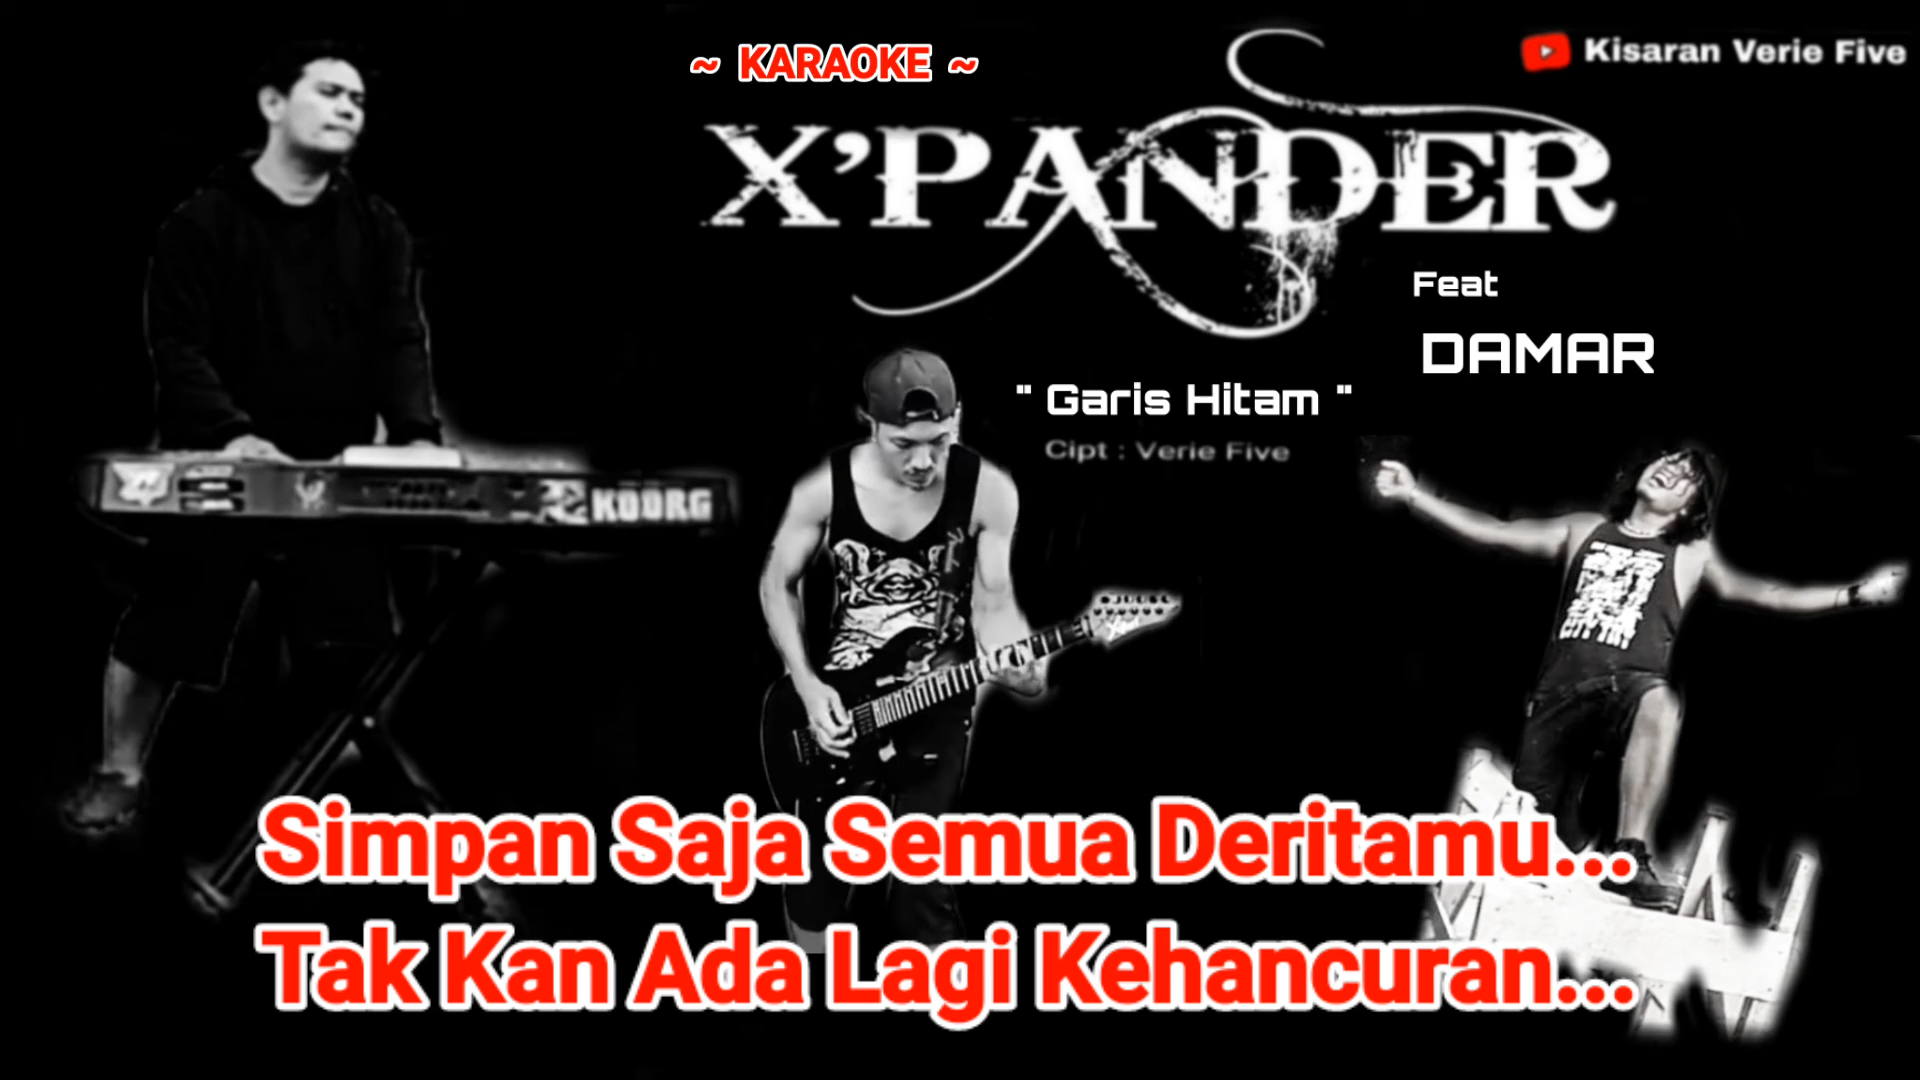 ~ KARAOKE ~
Kisaran Verie Five
X'PANDER
Feat
DAMAR
" Garis Hitam "
Cipt : Verie Five
KOORG
Simpan Saja Semua Deritamu...
Tak Kan Ada Lagi Kehancuran...